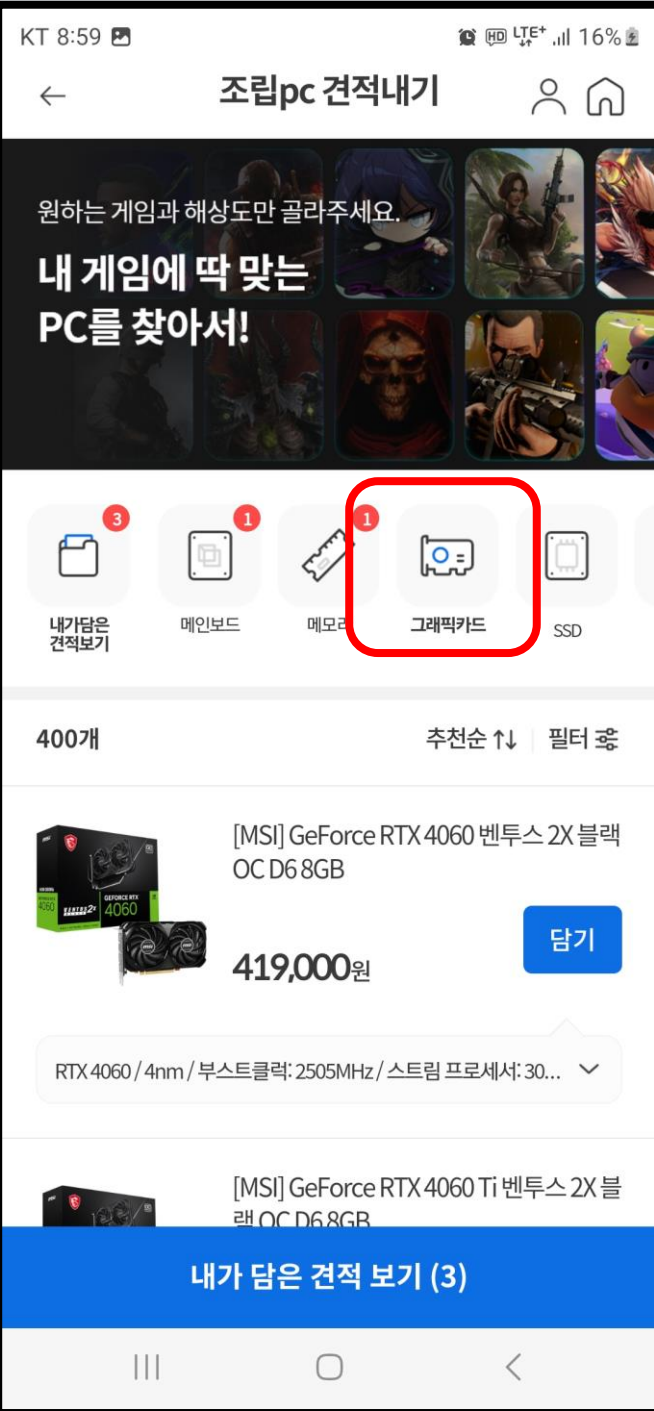 KT 8:59
HD LTE+ 16%
조립pc 견적내기
원하는 게임과 해상도만 골라주세요.
내 게임에 딱 맞는
PC를 찾아서!
3
1
1
내가담은
견적보기
메인보드
메모리
그래픽카드
SSD
400개
추천순
필터
[MSI] GeForce RTX 4060 벤투스 2X 블랙
OC D6 8GB
GEFORCE RTX
4060
419,000원
담기
RTX 4060 / 4nm / 부스트클럭: 2505MHz / 스트림 프로세서: 30...
[MSI] GeForce RTX 4060 Ti 벤투스 2X 블
랙 OC D6 8GB
내가 담은 견적 보기 (3)